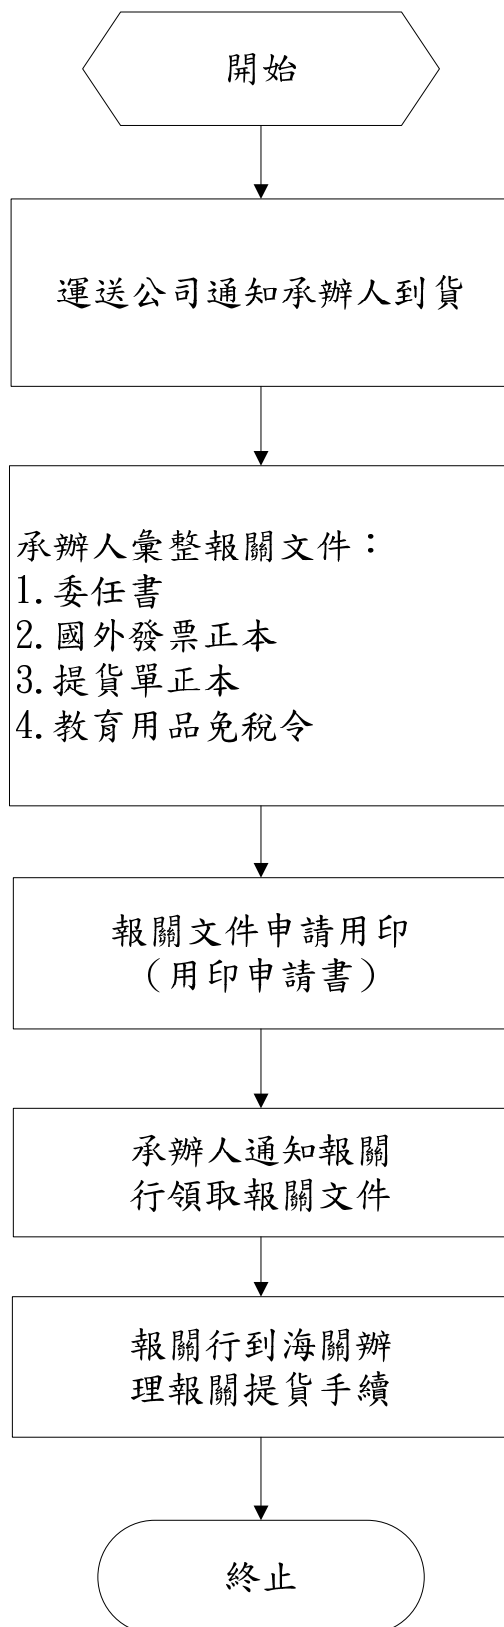 開始
運送公司通知承辦人到貨
承辦人彙整報關文件：
1.委任書
2.國外發票正本
3.提貨單正本
4.教育用品免稅令
報關文件申請用印
（用印申請書）
承辦人通知報關
行領取報關文件
報關行到海關辦
理報關提貨手續
終止